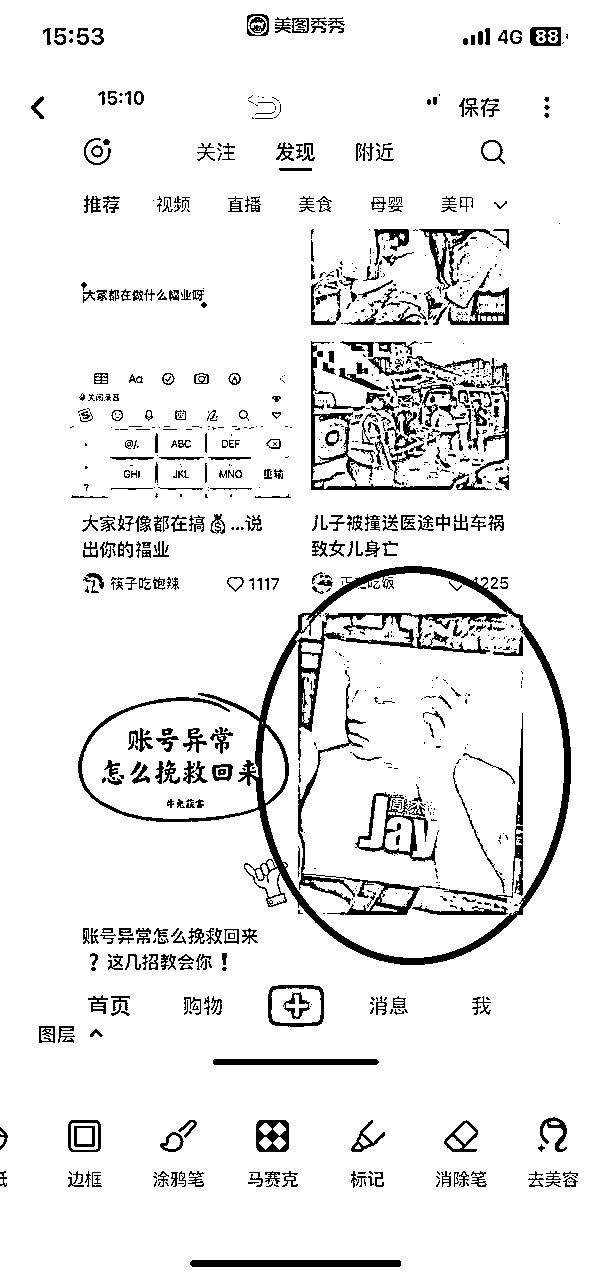 15:53
美图秀秀
4G 88
15:10
保存
关注 发现 附近
推荐 视频 直播 美食 母婴 美甲
大家都在做什么幅业呀
Aa
@/. ABC DEF
GHI JKL MNO 重输
?
大家好像都在搞💰...说
出你的福业
筷子吃饱辣 1117
儿子被撞送医途中出车祸
致女儿身亡
吃饭 4225
账号异常
怎么挽救回来
Jay
账号异常怎么挽救回来
？这几招教会你！
首页 购物 消息 我
图层
边框 涂鸦笔 马赛克 标记 消除笔 去美容